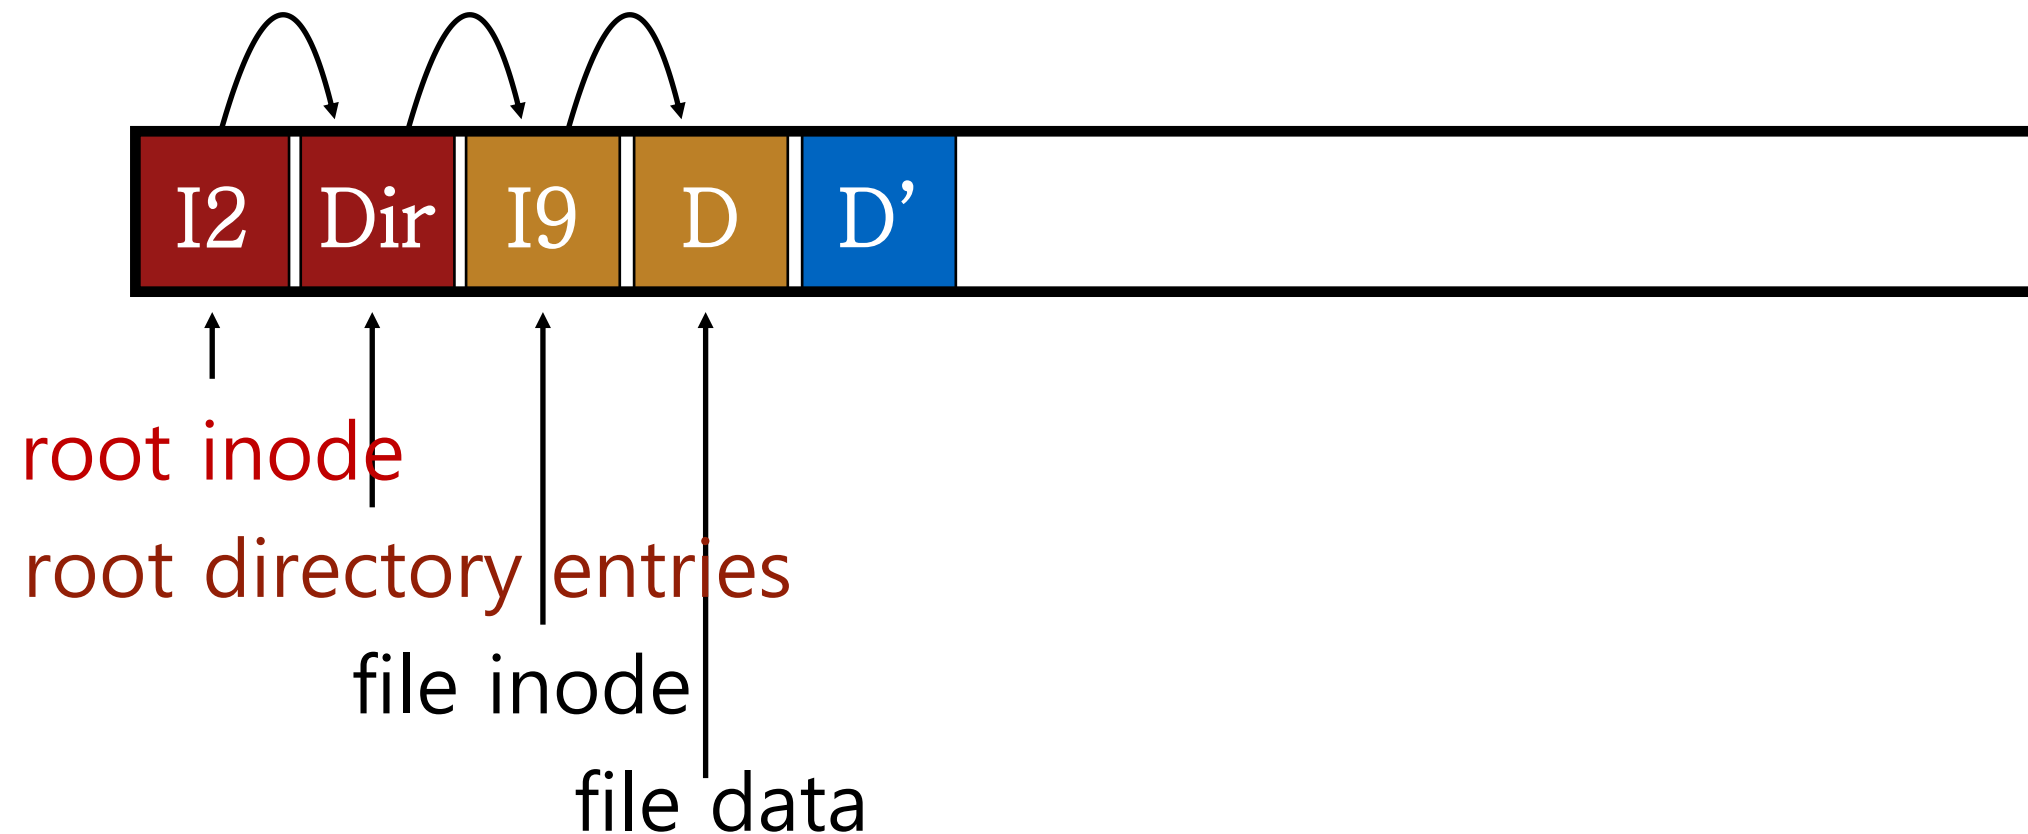 I2 Dir I9 D D’
root inode
root directory entries
file inode
file data